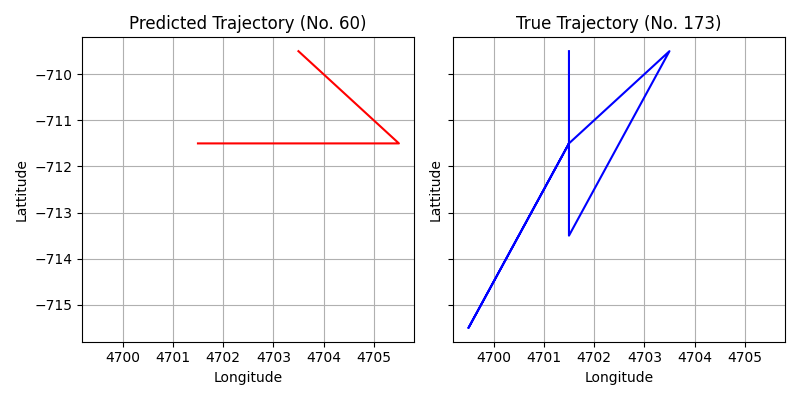 Predicted Trajectory (No. 60)
True Trajectory (No. 173)
Lattitude
−710
−711
−712
−713
−714
−715
4700 4701 4702 4703 4704 4705
Longitude
Lattitude
4700 4701 4702 4703 4704 4705
Longitude